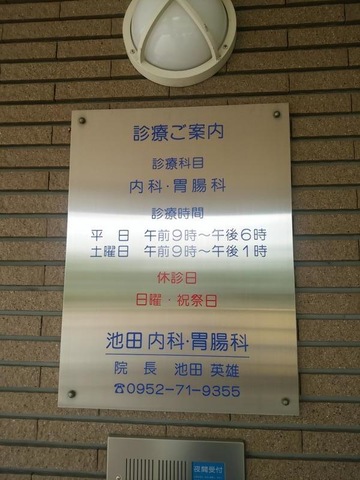 診療ご案内
診療科目
内科・胃腸科
診療時間
平　日　午前9時～午後6時
土曜日　午前9時～午後1時
休診日
日曜・祝祭日
池田内科・胃腸科
院　長　池田 英雄
☎0952-71-9355
夜間受付